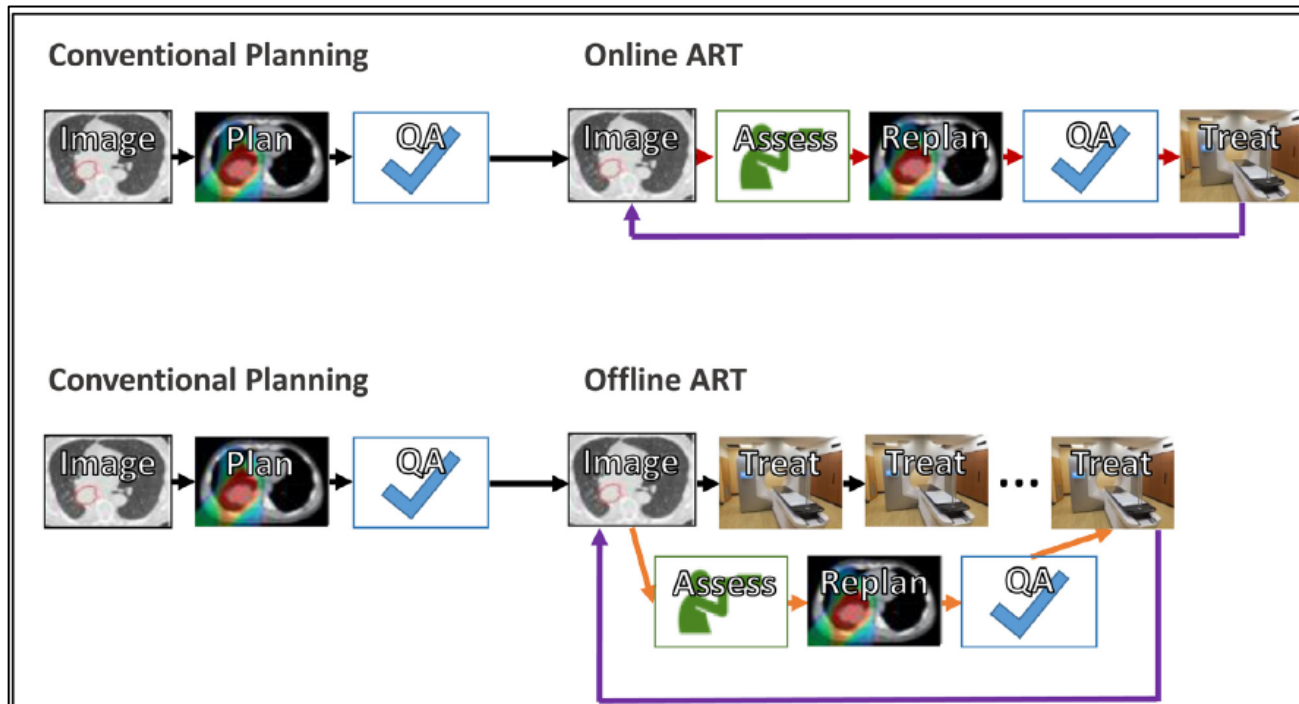 Conventional Planning Online ART
Image Plan QA Image Assess Replan QA Treat
Conventional Planning Offline ART
Image Plan QA Image Treat Treat Treat
Assess Replan QA